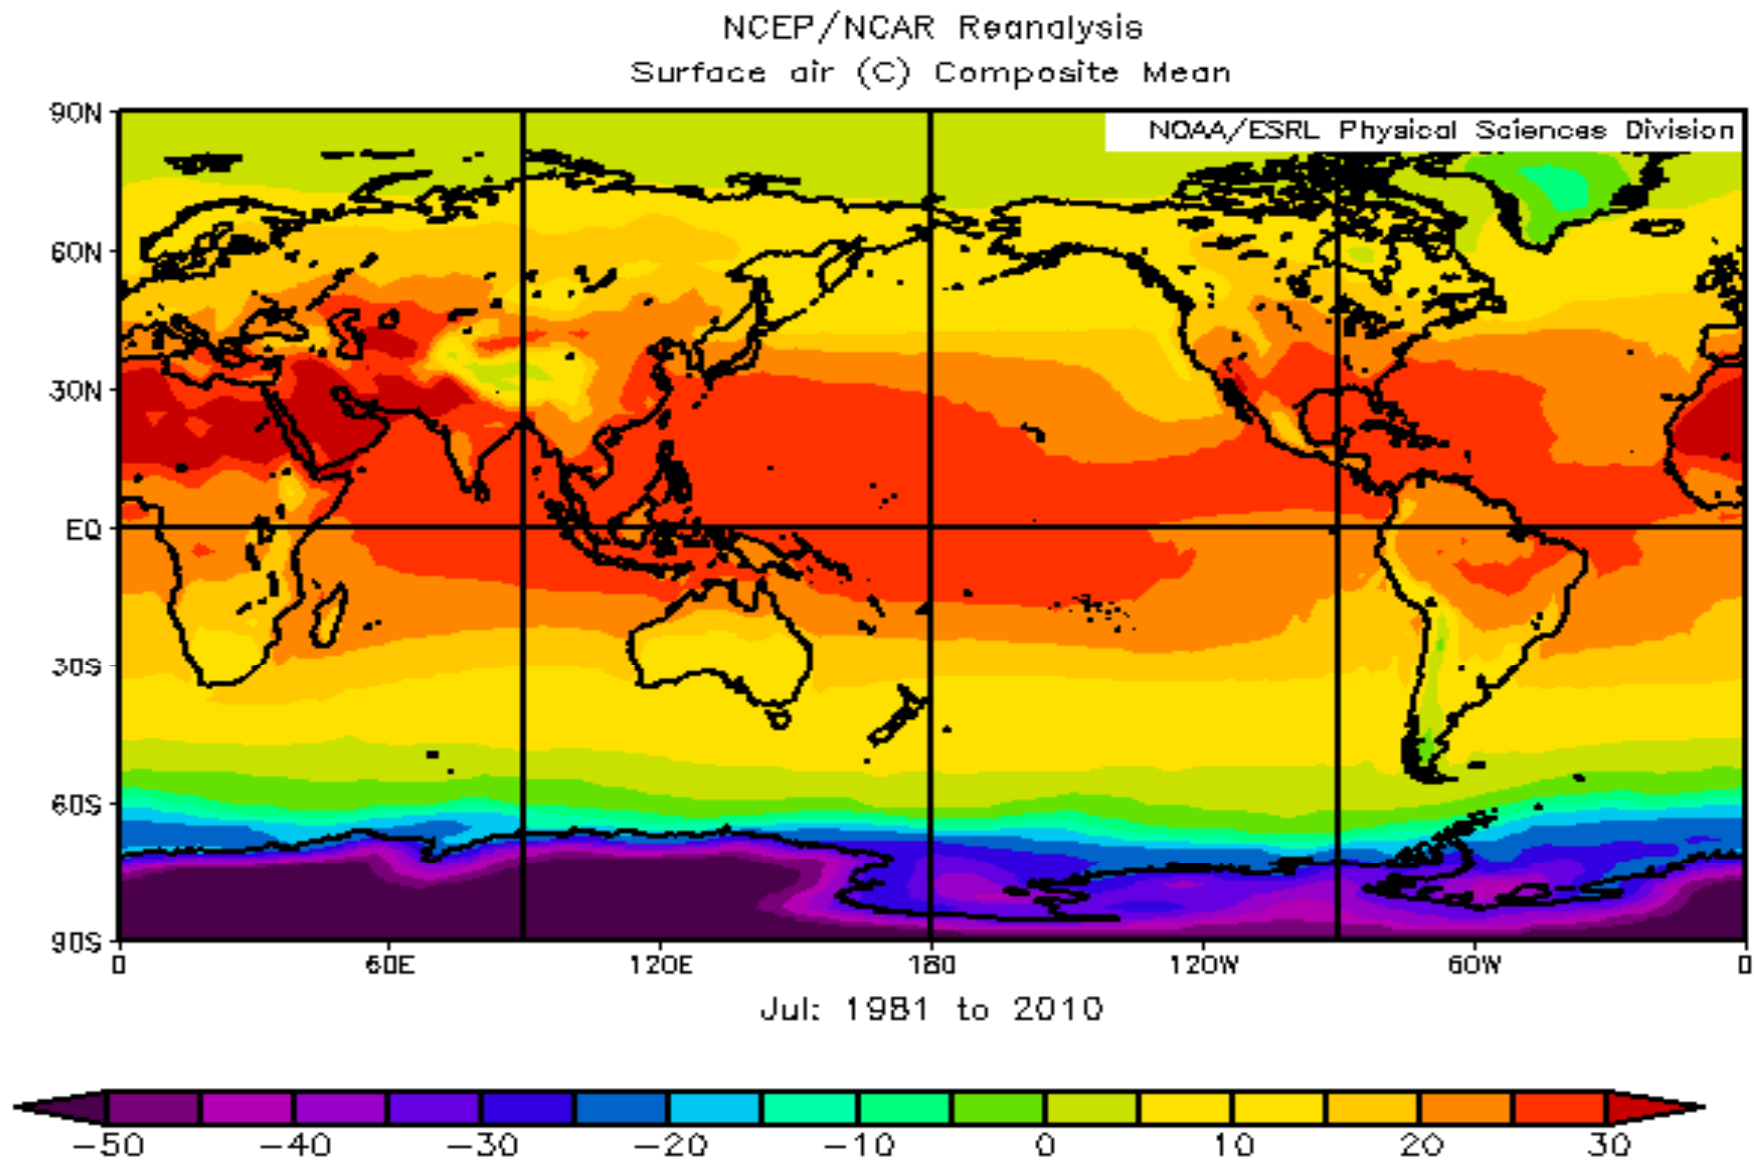 NCEP/NCAR Reanalysis
Surface air (C) Composite Mean
NOAA/ESRL Physical Sciences Division
90N
60N
30N
EQ
30S
60S
90S
0 60E 120E 180 120W 60W 0
Jul: 1981 to 2010
-50 -40 -30 -20 -10 0 10 20 30